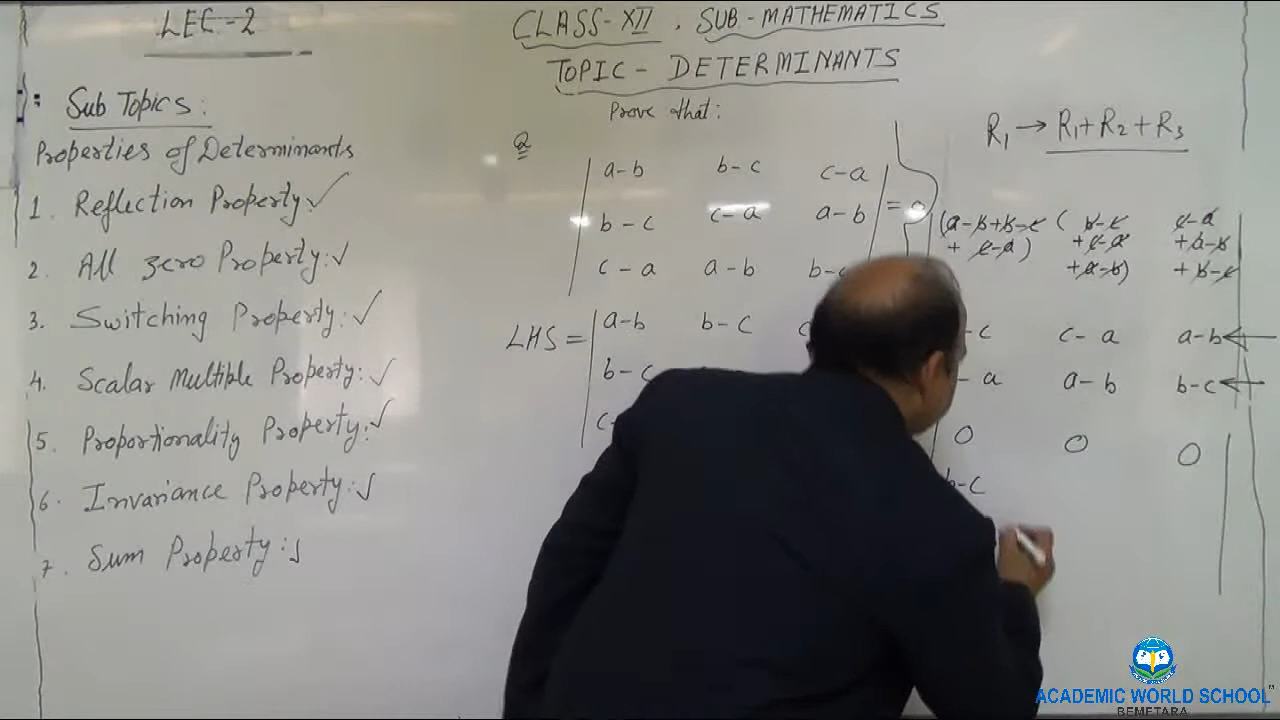 LEC-2
CLASS-XII, SUB-MATHEMATICS
TOPIC - DETERMINANTS
Sub Topics:
Properties of Determinants
1. Reflection Property: ✓
2. All zero Property: ✓
3. Switching Property: ✓
4. Scalar Multiple Property: ✓
5. Proportionality Property: ✓
6. Invariance Property: ✓
7. Sum Property: ✓
Prove that:
Q
a-b b-c c-a
b-c c-a a-b = 0
c-a a-b b-c
LHS = a-b b-c c
b-c
c-
R₁ → R₁+R₂+R₃
(a-b+b-c ( b-c c-a
+ c-a) +c-a +a-b
+a-b) + b-c
-c c-a a-b
-a a-b b-c
0 0 0
b-c
ACADEMIC WORLD SCHOOL
BEMETARA